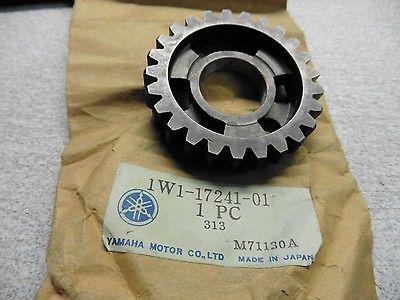 1W1-17241-01
1 PC
313
M71130A
YAMAHA MOTOR CO.,LTD MADE IN JAPAN